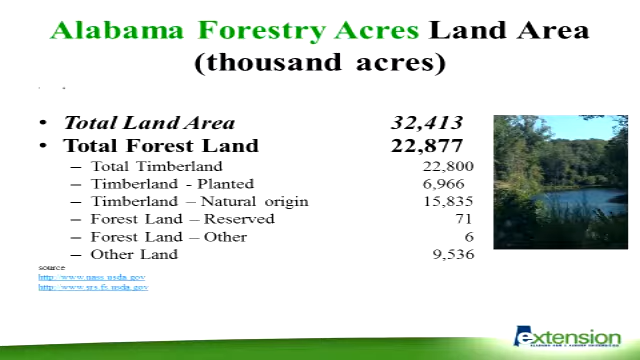 Alabama Forestry Acres Land Area
(thousand acres)
• Total Land Area 32,413
• Total Forest Land 22,877
– Total Timberland 22,800
– Timberland - Planted 6,966
– Timberland – Natural origin 15,835
– Forest Land – Reserved 71
– Forest Land – Other 6
– Other Land 9,536
source
http://www.nass.usda.gov
http://www.srs.fs.usda.gov
extension